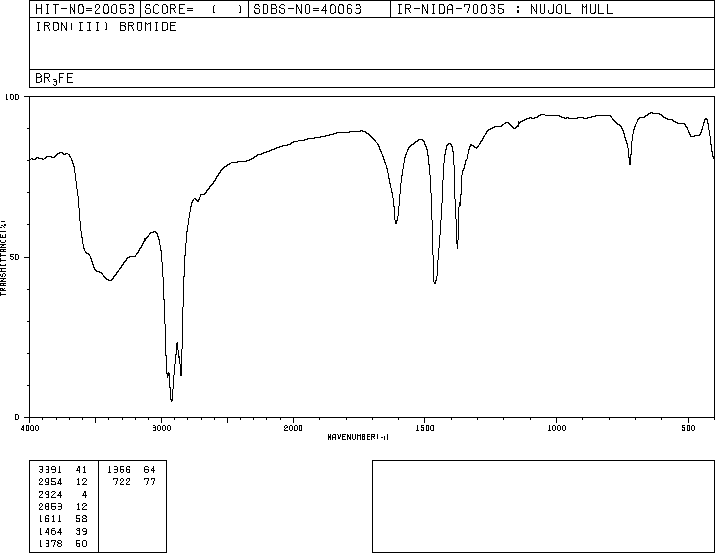 HIT-NO=20053 SCORE= ( ) SDBS-NO=40063 IR-NIDA-70035 : NUJOL MULL
IRON(III) BROMIDE
BR3FE
100
50
0
TRANSMITTANCE(%)
4000 3000 2000 1500 1000 500
WAVENUMBER(-1)
3391 41 1366 64
2954 12 722 77
2924 4
2853 12
1611 58
1464 39
1378 50